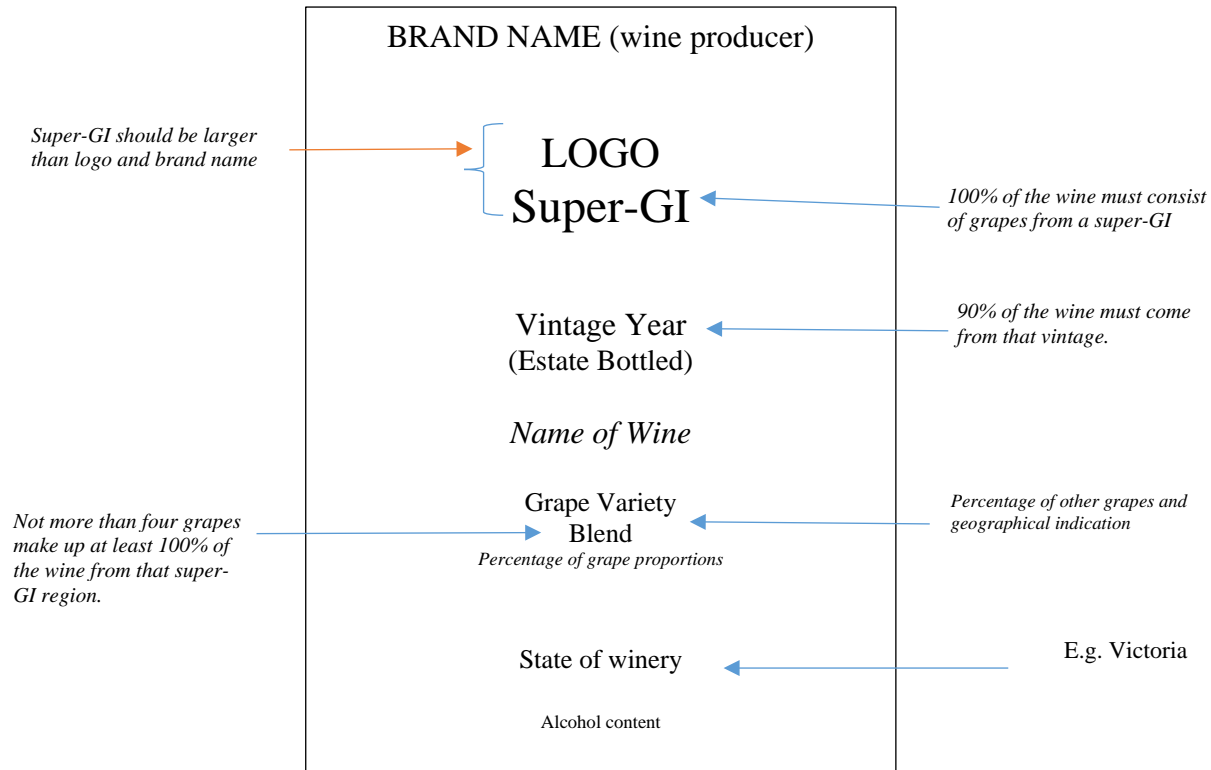 BRAND NAME (wine producer)
Super-GI should be larger
than logo and brand name
LOGO
Super-GI
100% of the wine must consist
of grapes from a super-GI
Vintage Year
(Estate Bottled)
90% of the wine must come
from that vintage.
Name of Wine
Not more than four grapes
make up at least 100% of
the wine from that super-
GI region.
Grape Variety
Blend
Percentage of grape proportions
Percentage of other grapes and
geographical indication
State of winery
E.g. Victoria
Alcohol content